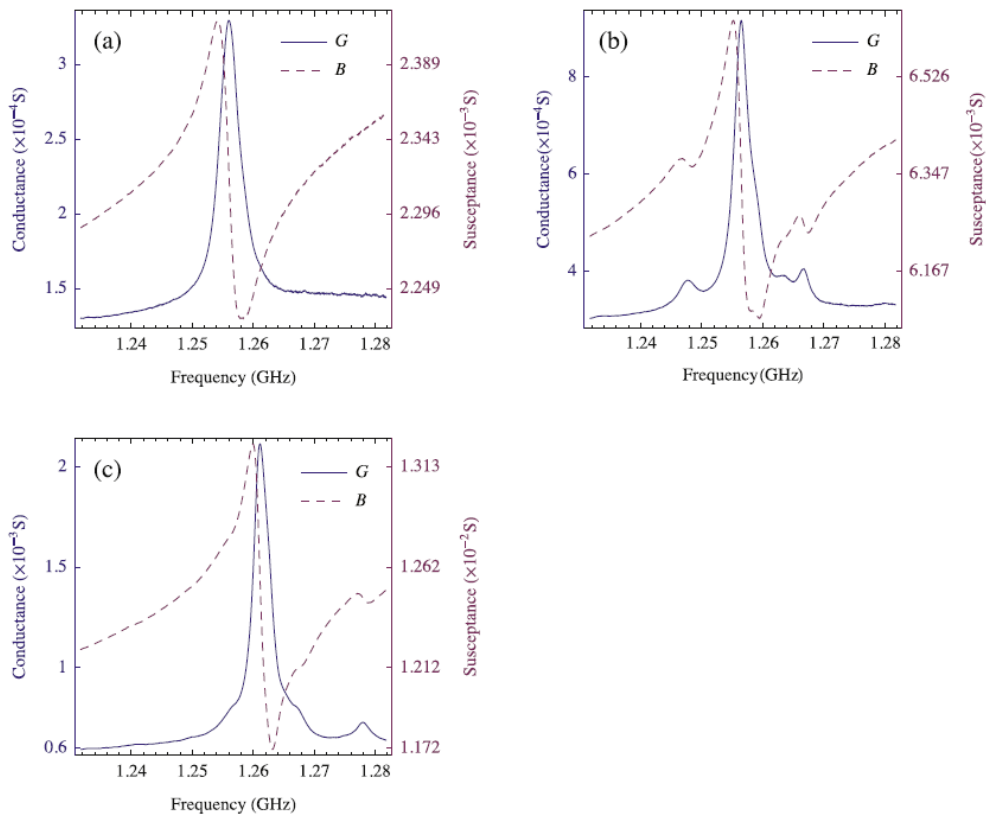 (a)
G
B
3
2.5
2
1.5
Conductance (×10⁻⁴S)
2.389
2.343
2.296
2.249
Susceptance (×10⁻³S)
1.24 1.25 1.26 1.27 1.28
Frequency (GHz)
(b)
G
B
8
6
4
Conductance(×10⁻⁴S)
6.526
6.347
6.167
Susceptance(×10⁻³S)
1.24 1.25 1.26 1.27 1.28
Frequency(GHz)
(c)
G
B
2
1.5
1
0.6
Conductance (×10⁻³S)
1.313
1.262
1.212
1.172
Susceptance (×10⁻²S)
1.24 1.25 1.26 1.27 1.28
Frequency (GHz)